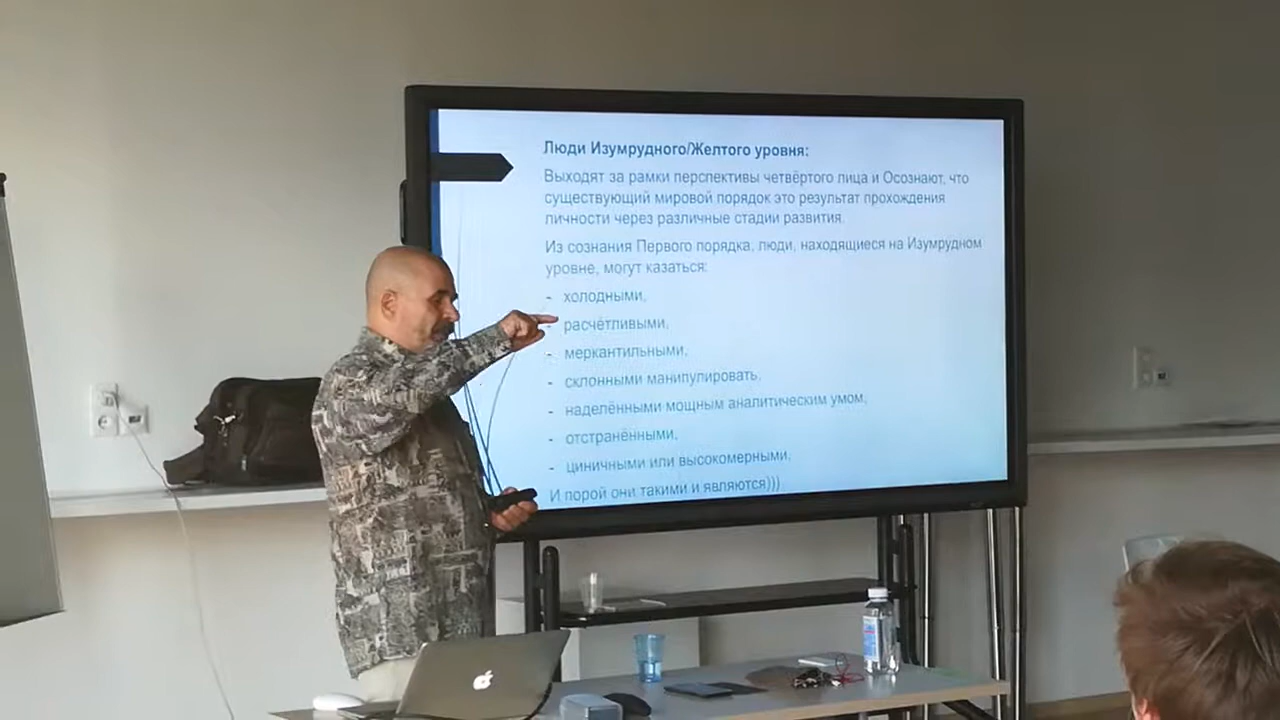 Люди Изумрудного/Желтого уровня:
Выходят за рамки перспективы четвёртого лица и Осознают, что
существующий мировой порядок это результат прохождения
личности через различные стадии развития.
Из сознания Первого порядка, люди, находящиеся на Изумрудном
уровне, могут казаться:
- холодными,
- расчётливыми,
- меркантильными,
- склонными манипулировать,
- наделёнными мощным аналитическим умом,
- отстранёнными,
- циничными или высокомерными,
И порой они такими и являются)))